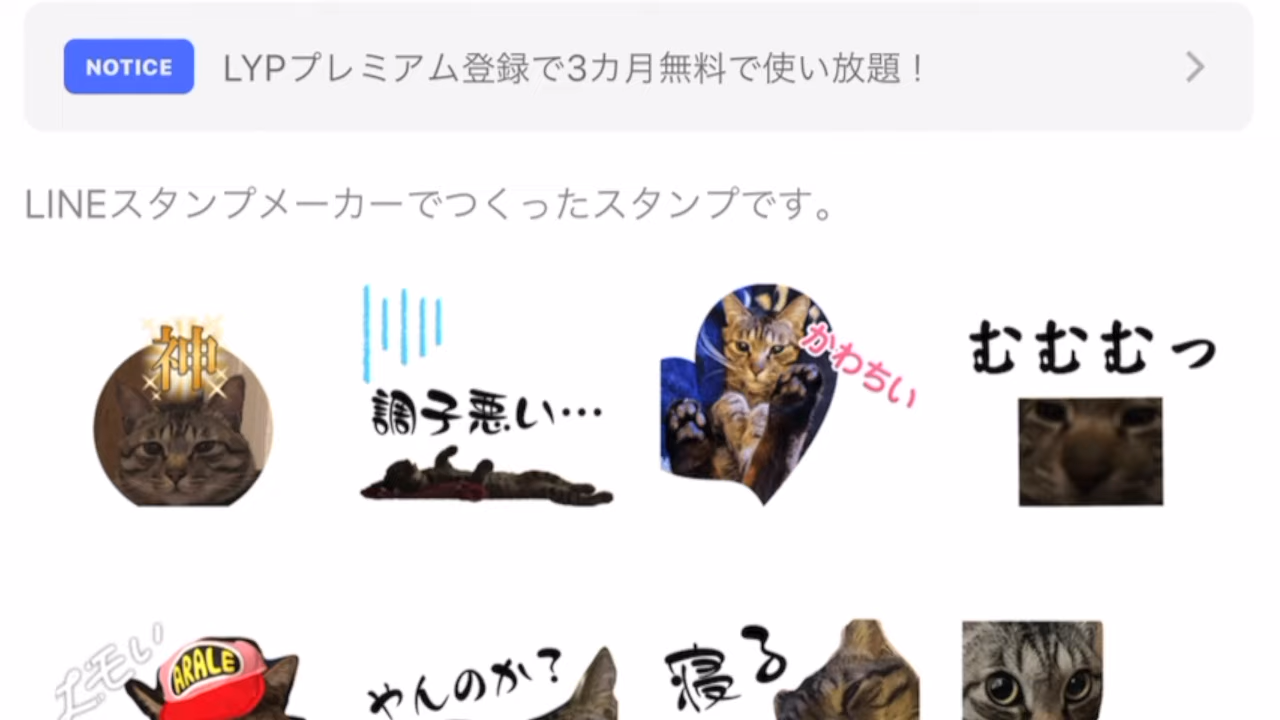 NOTICE
LYPプレミアム登録で3カ月無料で使い放題！
LINEスタンプメーカーでつくったスタンプです。
神
調子悪い…
かわちい
むむむっ
ARALE
やんのか？
寝る